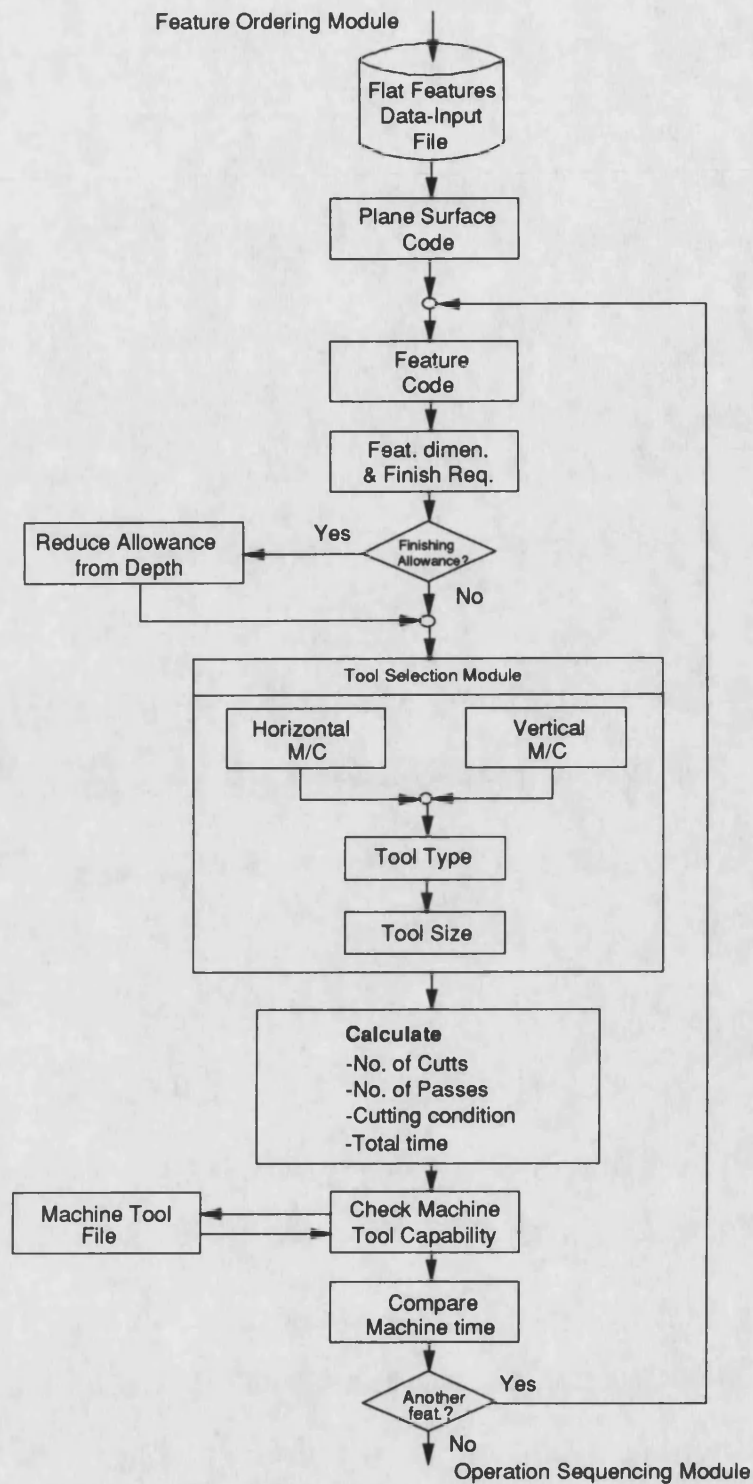 Feature Ordering Module
Flat Features
Data-Input
File
Plane Surface
Code
Feature
Code
Feat. dimen.
& Finish Req.
Yes
Reduce Allowance
from Depth
Finishing
Allowance?
No
Tool Selection Module
Horizontal
M/C
Vertical
M/C
Tool Type
Tool Size
Calculate
-No. of Cutts
-No. of Passes
-Cutting condition
-Total time
Machine Tool
File
Check Machine
Tool Capability
Compare
Machine time
Another
feat.?
Yes
No
Operation Sequencing Module